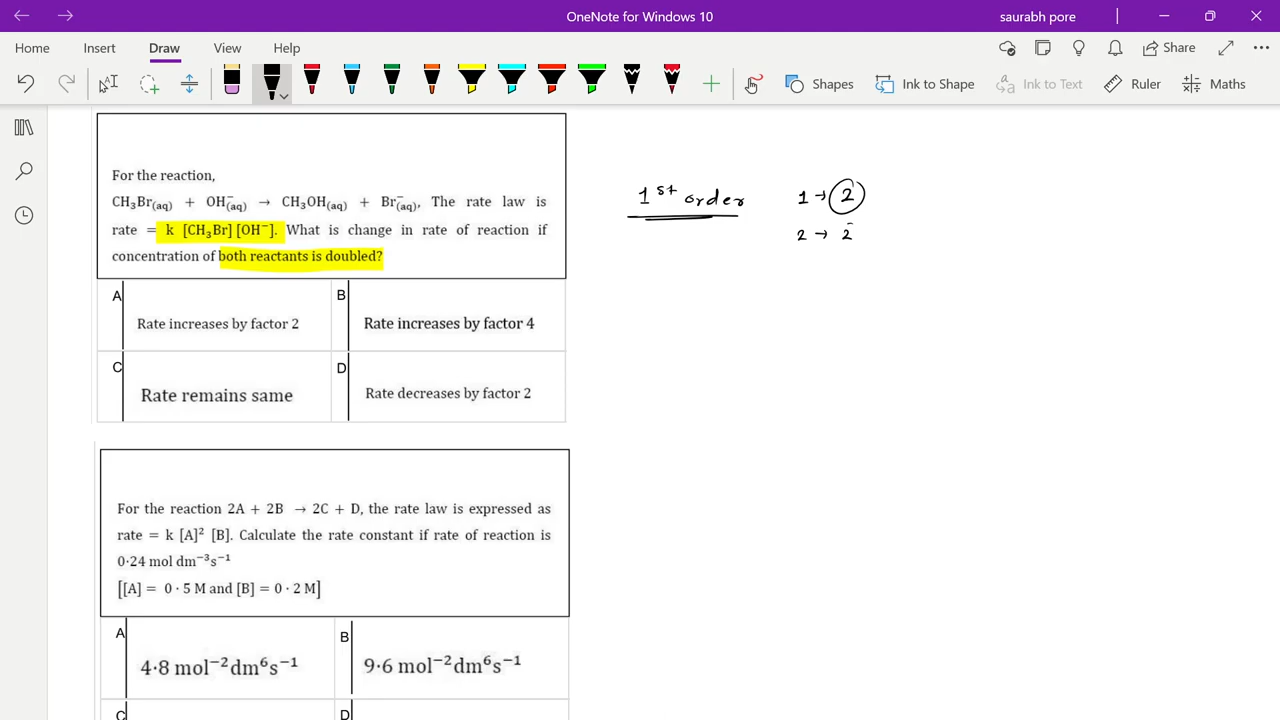 OneNote for Windows 10
saurabh pore
Home Insert Draw View Help
Share
Shapes Ink to Shape Ink to Text Ruler Maths
For the reaction,
CH₃Br(aq) + OH⁻(aq) → CH₃OH(aq) + Br⁻(aq), The rate law is
rate = k [CH₃Br] [OH⁻]. What is change in rate of reaction if
concentration of both reactants is doubled?
A Rate increases by factor 2
B Rate increases by factor 4
C Rate remains same
D Rate decreases by factor 2
1st order
1 → 2
2 → 2
For the reaction 2A + 2B → 2C + D, the rate law is expressed as
rate = k [A]² [B]. Calculate the rate constant if rate of reaction is
0·24 mol dm⁻³s⁻¹
[[A] = 0 · 5 M and [B] = 0 · 2 M]
A 4·8 mol⁻²dm⁶s⁻¹
B 9·6 mol⁻²dm⁶s⁻¹
C
D